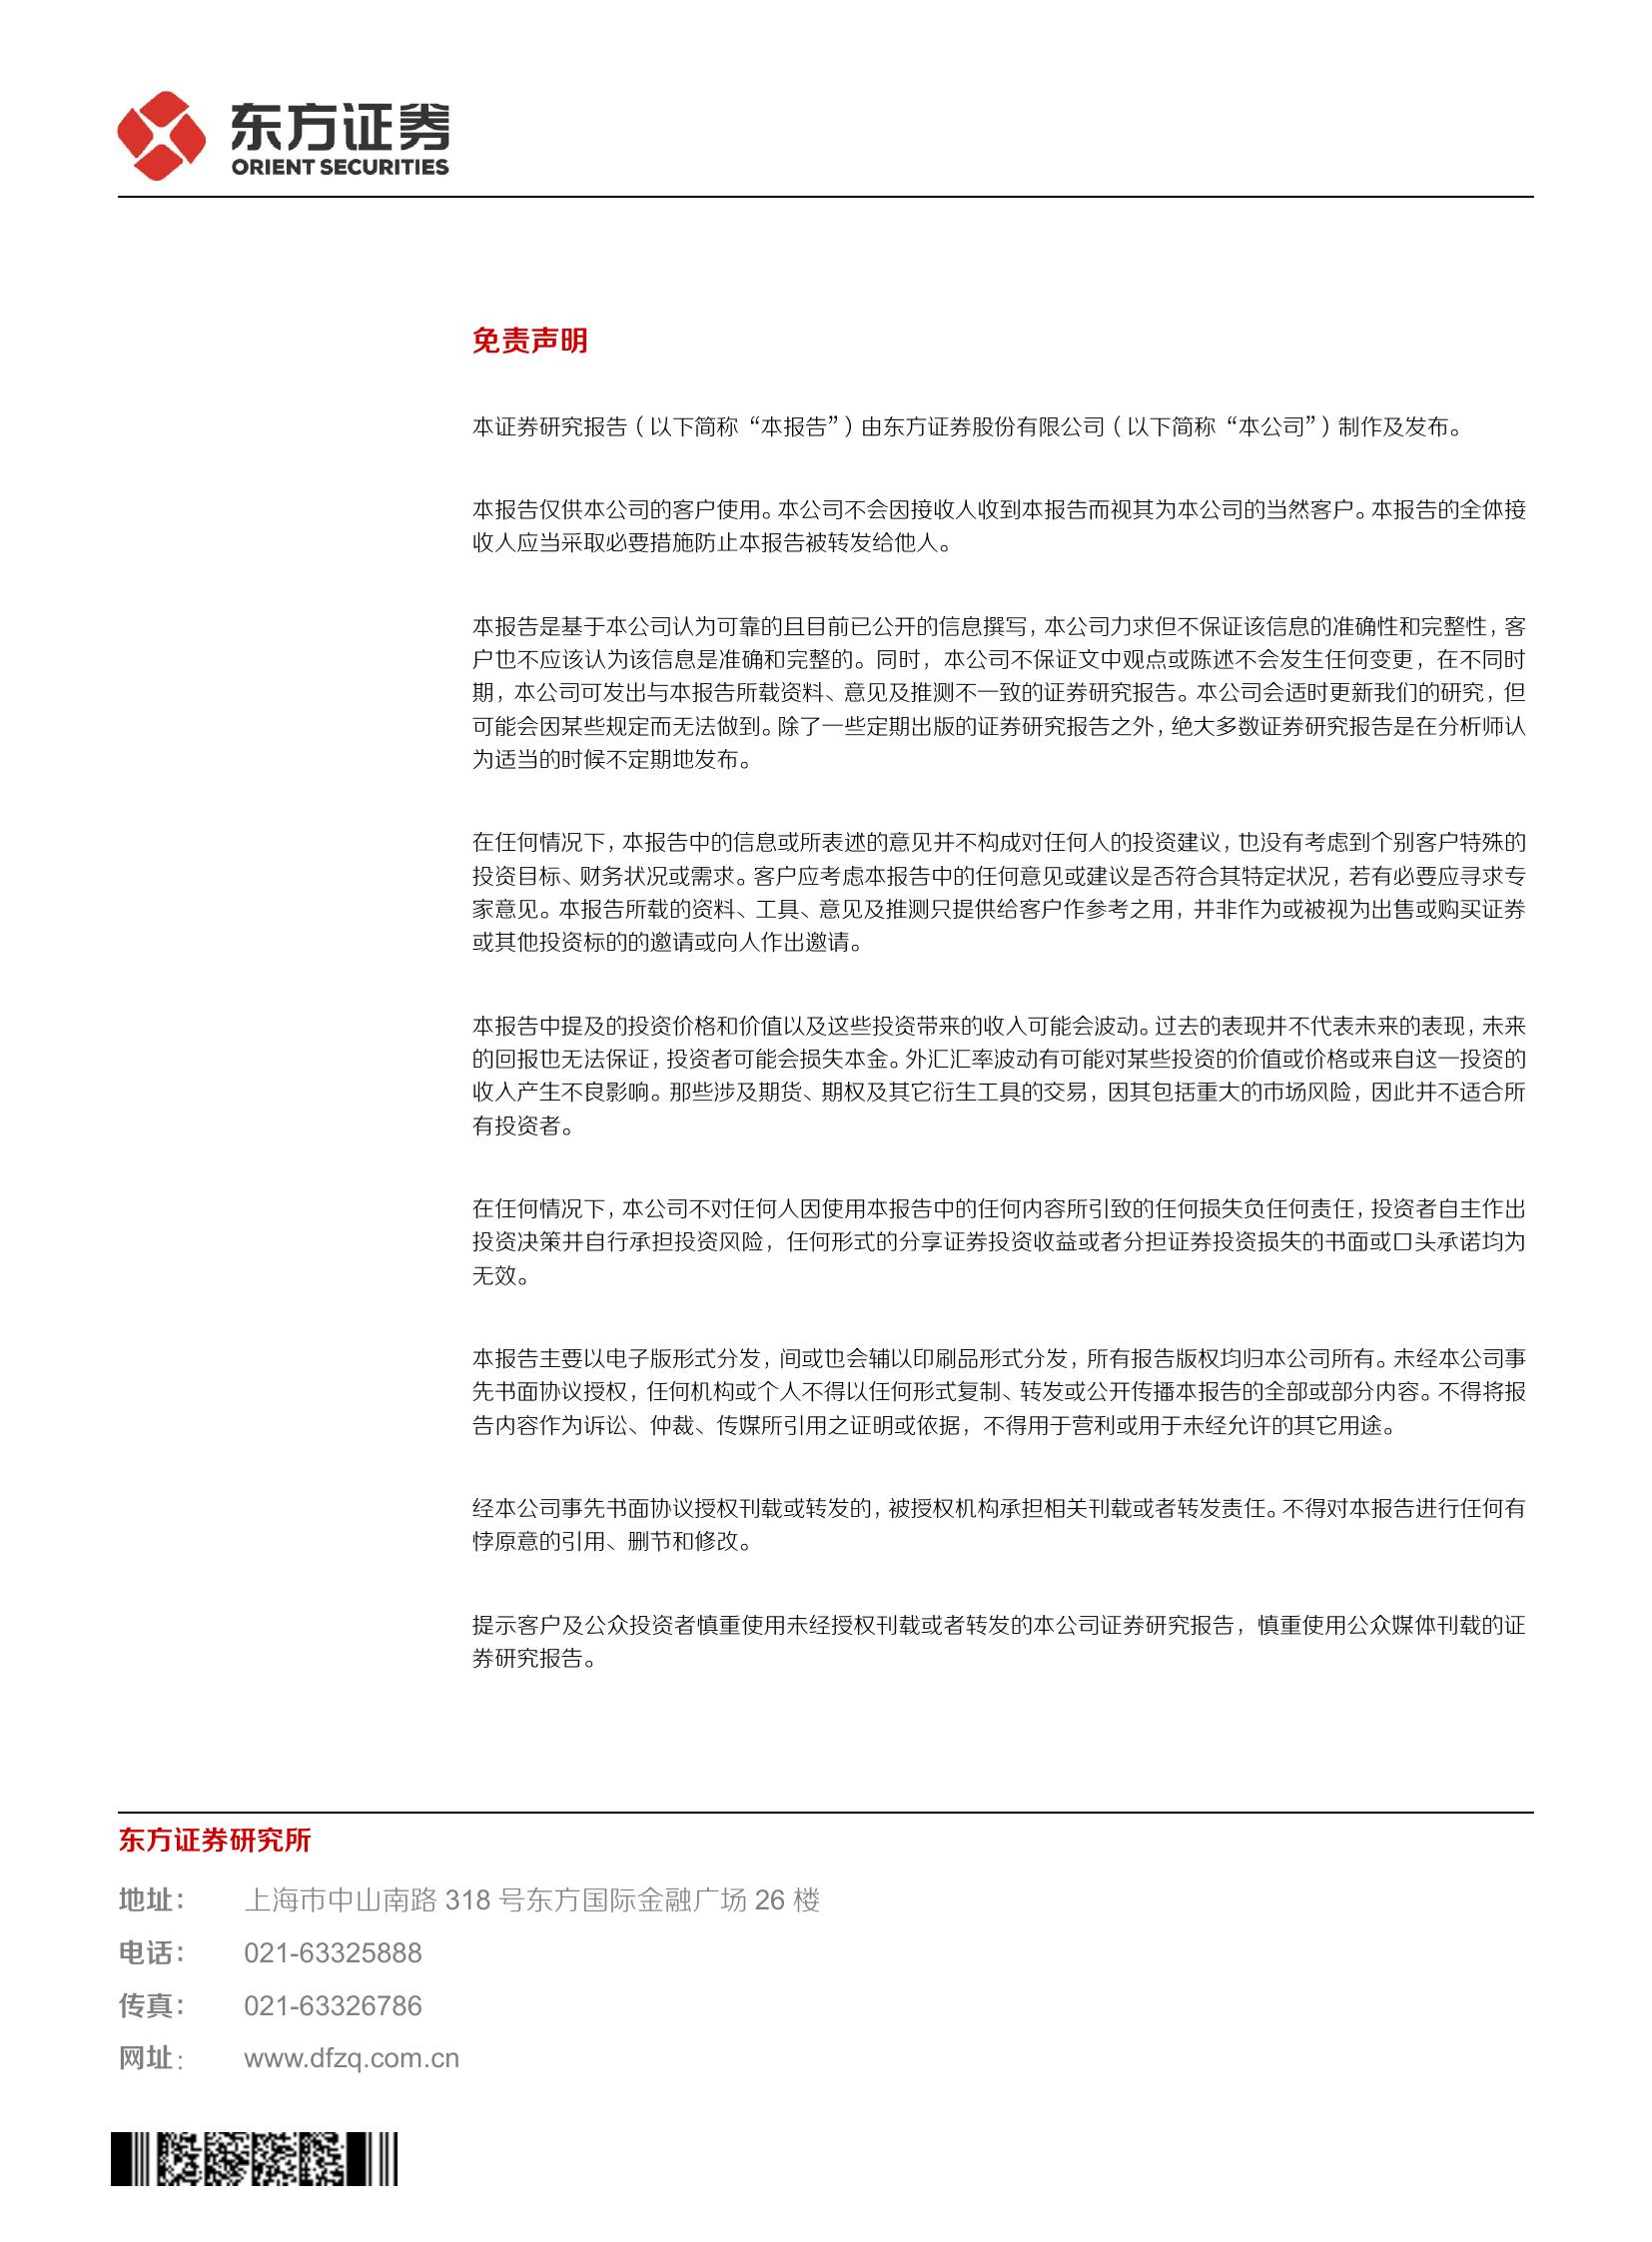 东方证券
ORIENT SECURITIES
免责声明
本证券研究报告（以下简称“本报告”）由东方证券股份有限公司（以下简称“本公司”）制作及发布。
本报告仅供本公司的客户使用。本公司不会因接收人收到本报告而视其为本公司的当然客户。本报告的全体接
收人应当采取必要措施防止本报告被转发给他人。
本报告是基于本公司认为可靠的且目前已公开的信息撰写，本公司力求但不保证该信息的准确性和完整性，客
户也不应该认为该信息是准确和完整的。同时，本公司不保证文中观点或陈述不会发生任何变更，在不同时
期，本公司可发出与本报告所载资料、意见及推测不一致的证券研究报告。本公司会适时更新我们的研究，但
可能会因某些规定而无法做到。除了一些定期出版的证券研究报告之外，绝大多数证券研究报告是在分析师认
为适当的时候不定期地发布。
在任何情况下，本报告中的信息或所表述的意见并不构成对任何人的投资建议，也没有考虑到个别客户特殊的
投资目标、财务状况或需求。客户应考虑本报告中的任何意见或建议是否符合其特定状况，若有必要应寻求专
家意见。本报告所载的资料、工具、意见及推测只提供给客户作参考之用，并非作为或被视为出售或购买证券
或其他投资标的的邀请或向人作出邀请。
本报告中提及的投资价格和价值以及这些投资带来的收入可能会波动。过去的表现并不代表未来的表现，未来
的回报也无法保证，投资者可能会损失本金。外汇汇率波动有可能对某些投资的价值或价格或来自这一投资的
收入产生不良影响。那些涉及期货、期权及其它衍生工具的交易，因其包括重大的市场风险，因此并不适合所
有投资者。
在任何情况下，本公司不对任何人因使用本报告中的任何内容所引致的任何损失负任何责任，投资者自主作出
投资决策并自行承担投资风险，任何形式的分享证券投资收益或者分担证券投资损失的书面或口头承诺均为
无效。
本报告主要以电子版形式分发，间或也会辅以印刷品形式分发，所有报告版权均归本公司所有。未经本公司事
先书面协议授权，任何机构或个人不得以任何形式复制、转发或公开传播本报告的全部或部分内容。不得将报
告内容作为诉讼、仲裁、传媒所引用之证明或依据，不得用于营利或用于未经允许的其它用途。
经本公司事先书面协议授权刊载或转发的，被授权机构承担相关刊载或者转发责任。不得对本报告进行任何有
悖原意的引用、删节和修改。
提示客户及公众投资者慎重使用未经授权刊载或者转发的本公司证券研究报告，慎重使用公众媒体刊载的证
券研究报告。
东方证券研究所
地址： 上海市中山南路 318 号东方国际金融广场 26 楼
电话： 021-63325888
传真： 021-63326786
网址： www.dfzq.com.cn